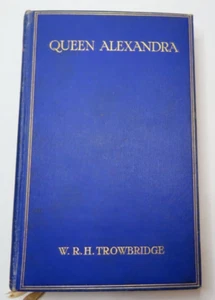 QUEEN ALEXANDRA
W. R. H. TROWBRIDGE